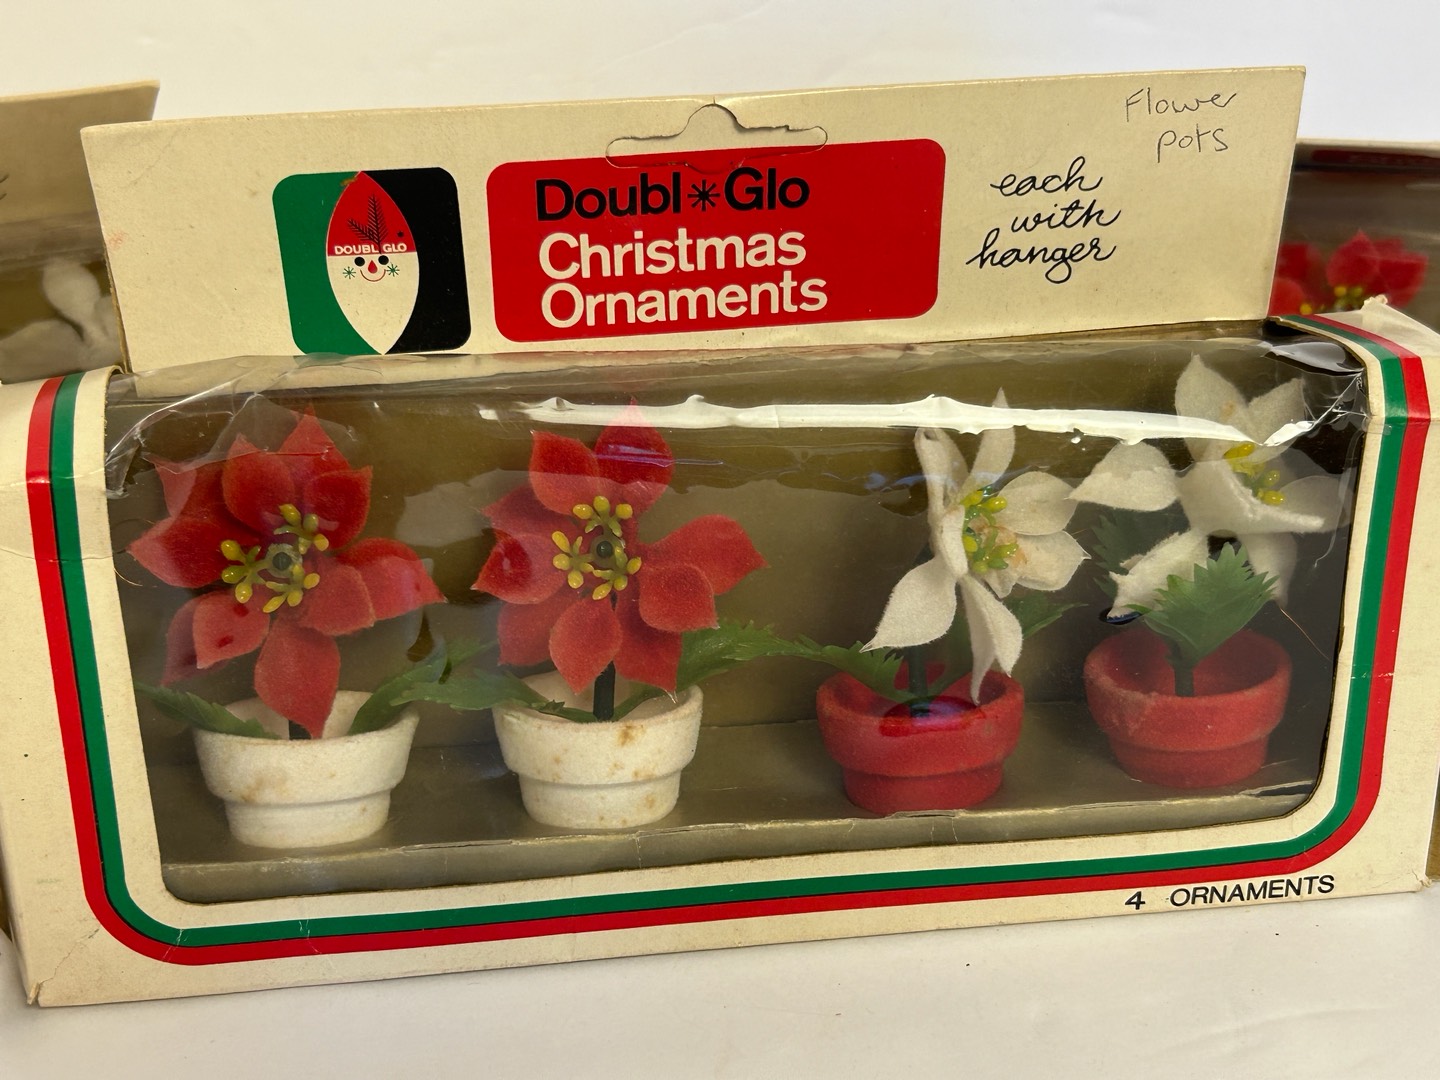 Flower
pots
DOUBL GLO
Doubl*Glo
Christmas
Ornaments
each
with
hanger
4 ORNAMENTS